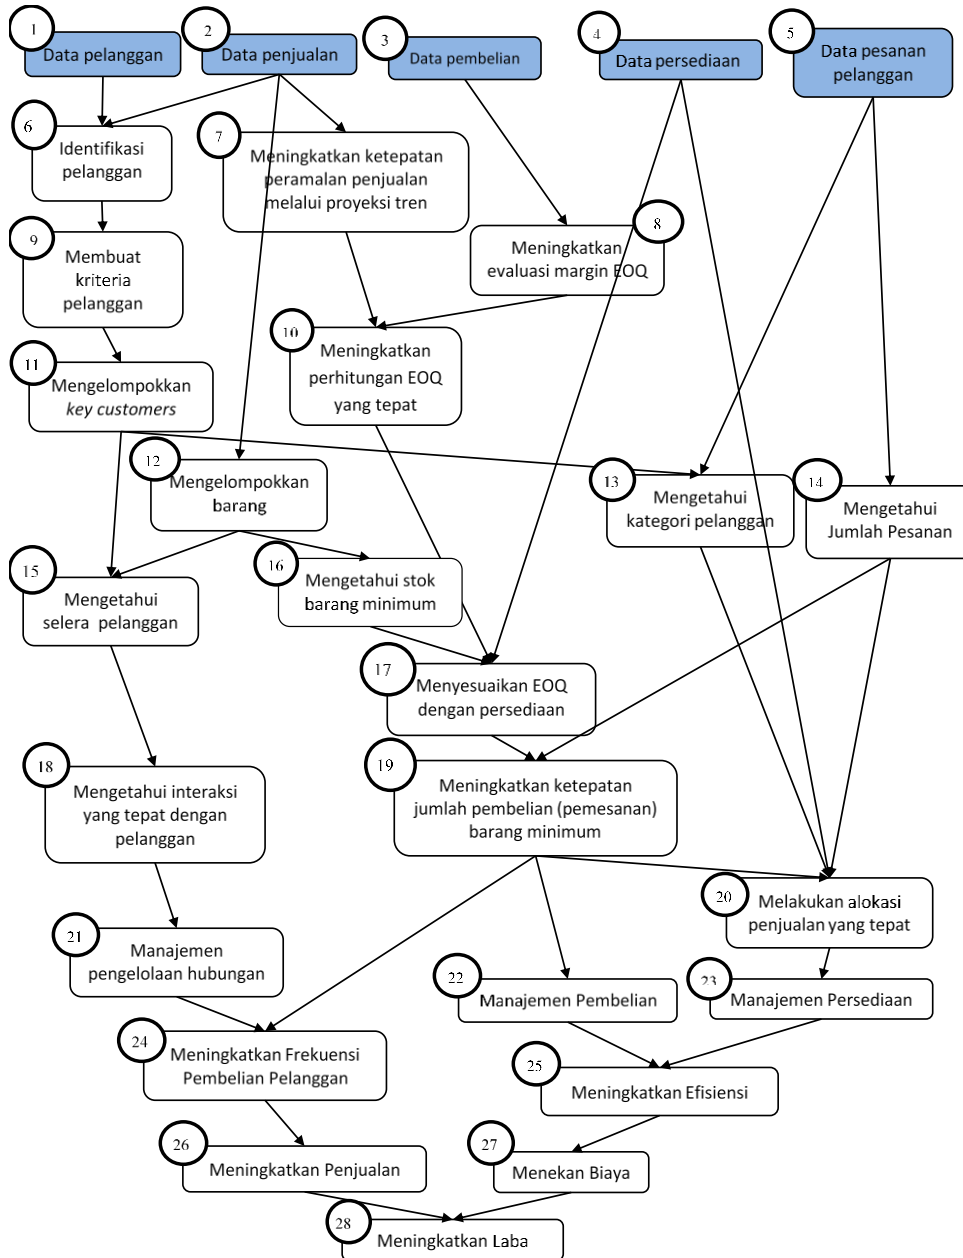 1
Data pelanggan
2
Data penjualan
3
Data pembelian
4
Data persediaan
5
Data pesanan
pelanggan
6
Identifikasi
pelanggan
7
Meningkatkan ketepatan
peramalan penjualan
melalui proyeksi tren
8
Meningkatkan
evaluasi margin EOQ
9
Membuat
kriteria
pelanggan
10
Meningkatkan
perhitungan EOQ
yang tepat
11
Mengelompokkan
key customers
12
Mengelompokkan
barang
13
Mengetahui
kategori pelanggan
14
Mengetahui
Jumlah Pesanan
15
Mengetahui
selera pelanggan
16
Mengetahui stok
barang minimum
17
Menyesuaikan EOQ
dengan persediaan
18
Mengetahui interaksi
yang tepat dengan
pelanggan
19
Meningkatkan ketepatan
jumlah pembelian (pemesanan)
barang minimum
20
Melakukan alokasi
penjualan yang tepat
21
Manajemen
pengelolaan hubungan
22
Manajemen Pembelian
23
Manajemen Persediaan
24
Meningkatkan Frekuensi
Pembelian Pelanggan
25
Meningkatkan Efisiensi
26
Meningkatkan Penjualan
27
Menekan Biaya
28
Meningkatkan Laba